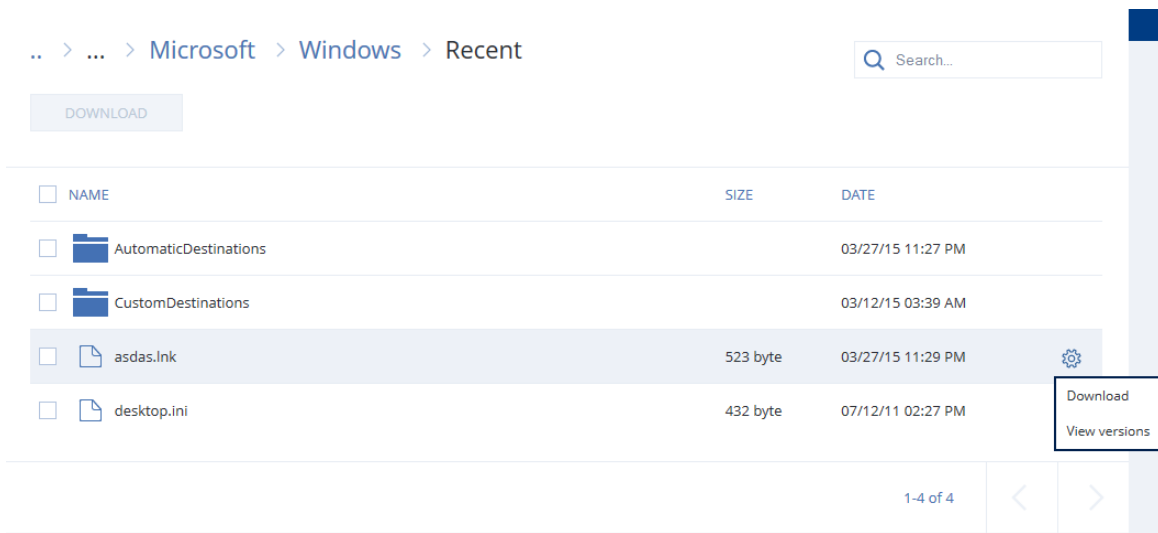 .. > ... > Microsoft > Windows > Recent
Search...
DOWNLOAD
NAME SIZE DATE
AutomaticDestinations 03/27/15 11:27 PM
CustomDestinations 03/12/15 03:39 AM
asdas.lnk 523 byte 03/27/15 11:29 PM
Download
desktop.ini 432 byte 07/12/11 02:27 PM
View versions
1-4 of 4